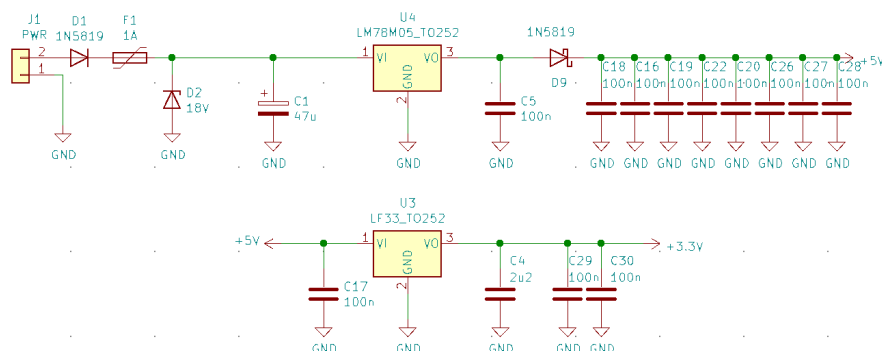 J1
PWR
2
1
GND
D1
1N5819
F1
1A
D2
18V
GND
C1
47u
GND
U4
LM78M05_TO252
1
VI
VO
3
GND
2
GND
C5
100n
GND
1N5819
D9
C18
100n
GND
C16
100n
GND
C19
100n
GND
C22
100n
GND
C20
100n
GND
C26
100n
GND
C27
100n
GND
C28
100n
GND
+5V
U3
LF33_TO252
+5V
1
VI
VO
3
GND
2
GND
C17
100n
GND
C4
2u2
GND
C29
100n
GND
C30
100n
GND
+3.3V